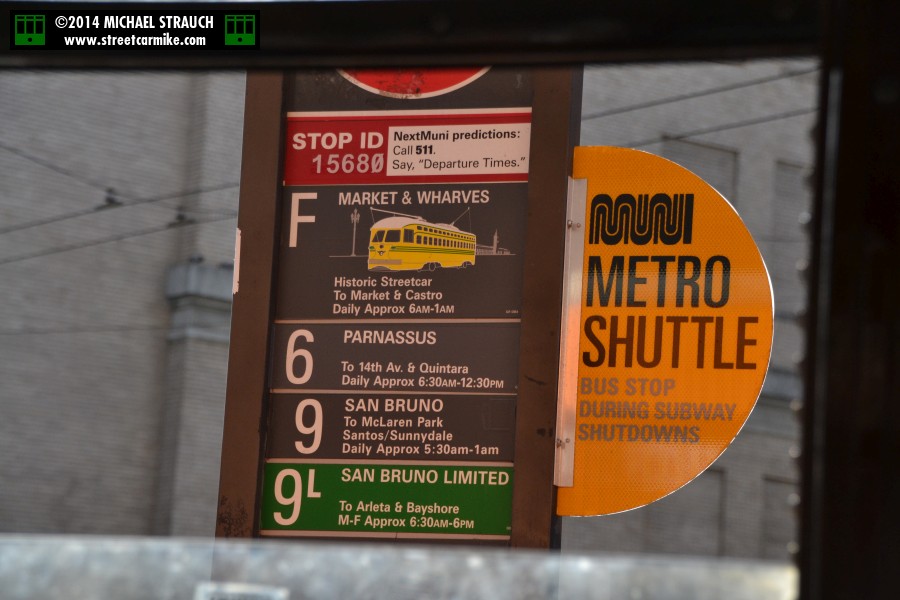 ©2014 MICHAEL STRAUCH
www.streetcarmike.com
STOP ID
15680
NextMuni predictions:
Call 511.
Say, “Departure Times.”
F
MARKET & WHARVES
Historic Streetcar
To Market & Castro
Daily Approx 6AM-1AM
6
PARNASSUS
To 14th Av. & Quintara
Daily Approx 6:30AM-12:30PM
9
SAN BRUNO
To McLaren Park
Santos/Sunnydale
Daily Approx 5:30am-1am
9L
SAN BRUNO LIMITED
To Arleta & Bayshore
M-F Approx 6:30AM-6PM
MUNI
METRO
SHUTTLE
BUS STOP
DURING SUBWAY
SHUTDOWNS